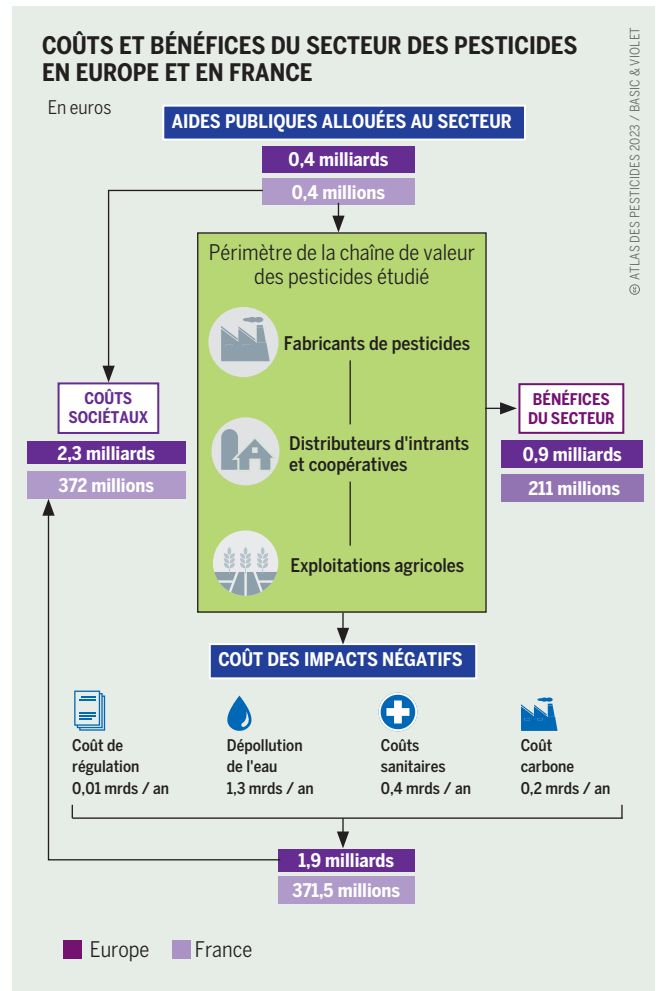 COÛTS ET BÉNÉFICES DU SECTEUR DES PESTICIDES
EN EUROPE ET EN FRANCE
En euros
AIDES PUBLIQUES ALLOUÉES AU SECTEUR
0,4 milliards
0,4 millions
Périmètre de la chaîne de valeur
des pesticides étudié
Fabricants de pesticides
Distributeurs d'intrants
et coopératives
Exploitations agricoles
COÛTS
SOCIÉTAUX
2,3 milliards
372 millions
BÉNÉFICES
DU SECTEUR
0,9 milliards
211 millions
COÛT DES IMPACTS NÉGATIFS
Coût de
régulation
0,01 mrds / an
Dépollution
de l'eau
1,3 mrds / an
Coûts
sanitaires
0,4 mrds / an
Coût
carbone
0,2 mrds / an
1,9 milliards
371,5 millions
Europe
France
ATLAS DES PESTICIDES 2023 / BASIC & VIOLET